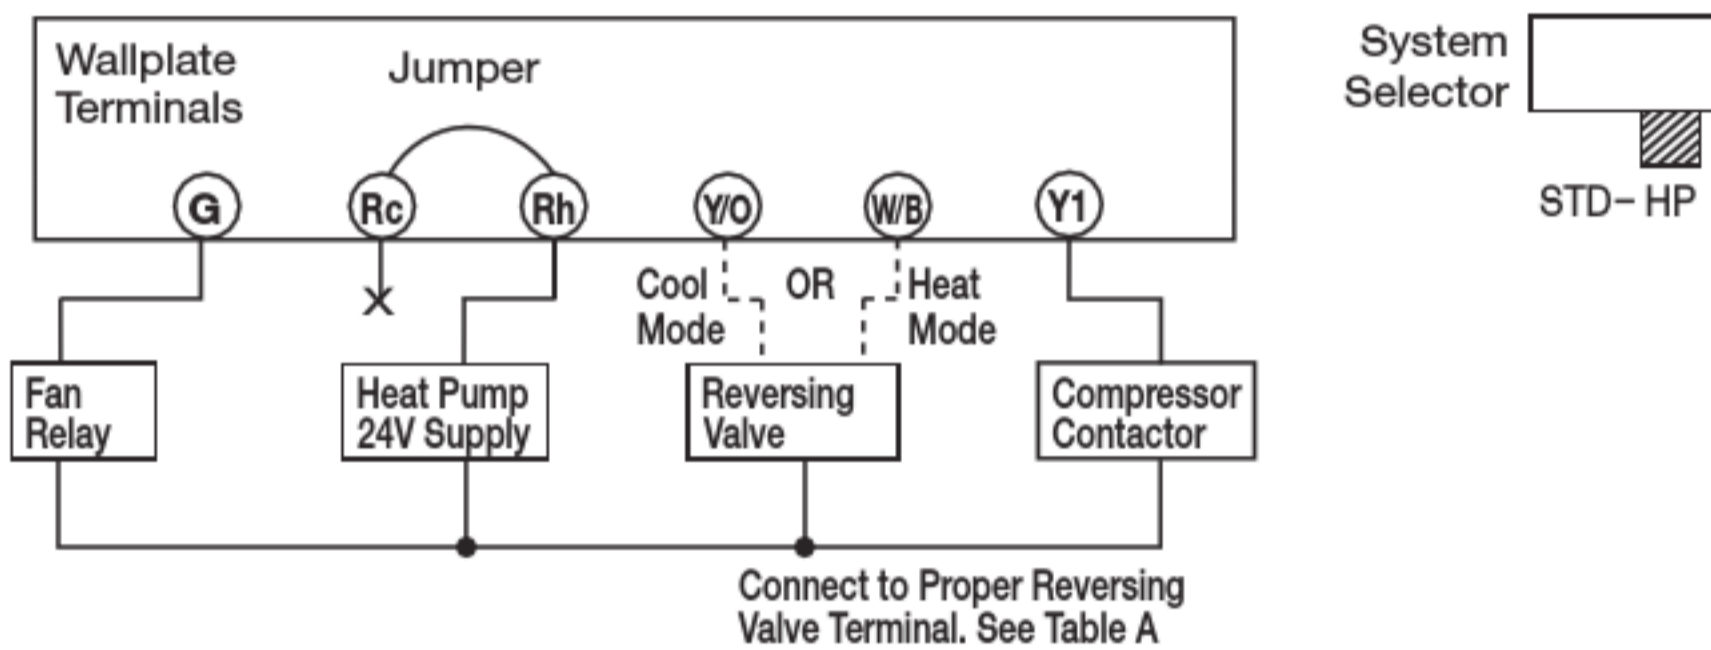 Wallplate
Terminals
Jumper
System
Selector
G Rc Rh Y/O W/B Y1
STD– HP
Cool
Mode
OR
Heat
Mode
X
Fan
Relay
Heat Pump
24V Supply
Reversing
Valve
Compressor
Contactor
Connect to Proper Reversing
Valve Terminal. See Table A